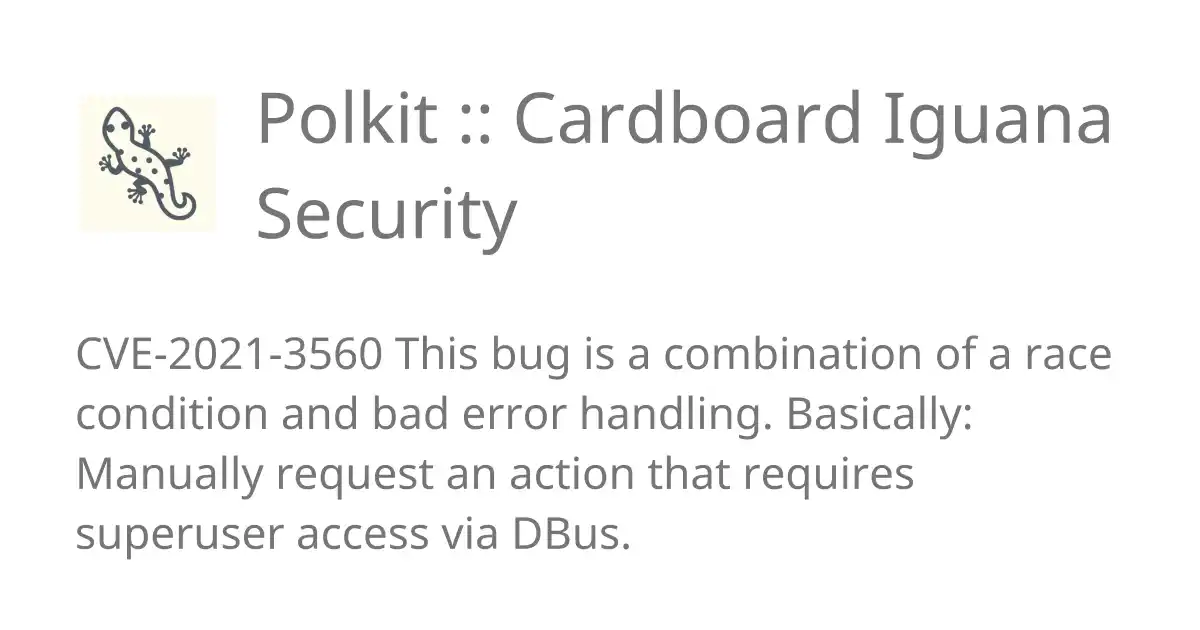 Polkit :: Cardboard Iguana
Security
CVE-2021-3560 This bug is a combination of a race
condition and bad error handling. Basically:
Manually request an action that requires
superuser access via DBus.